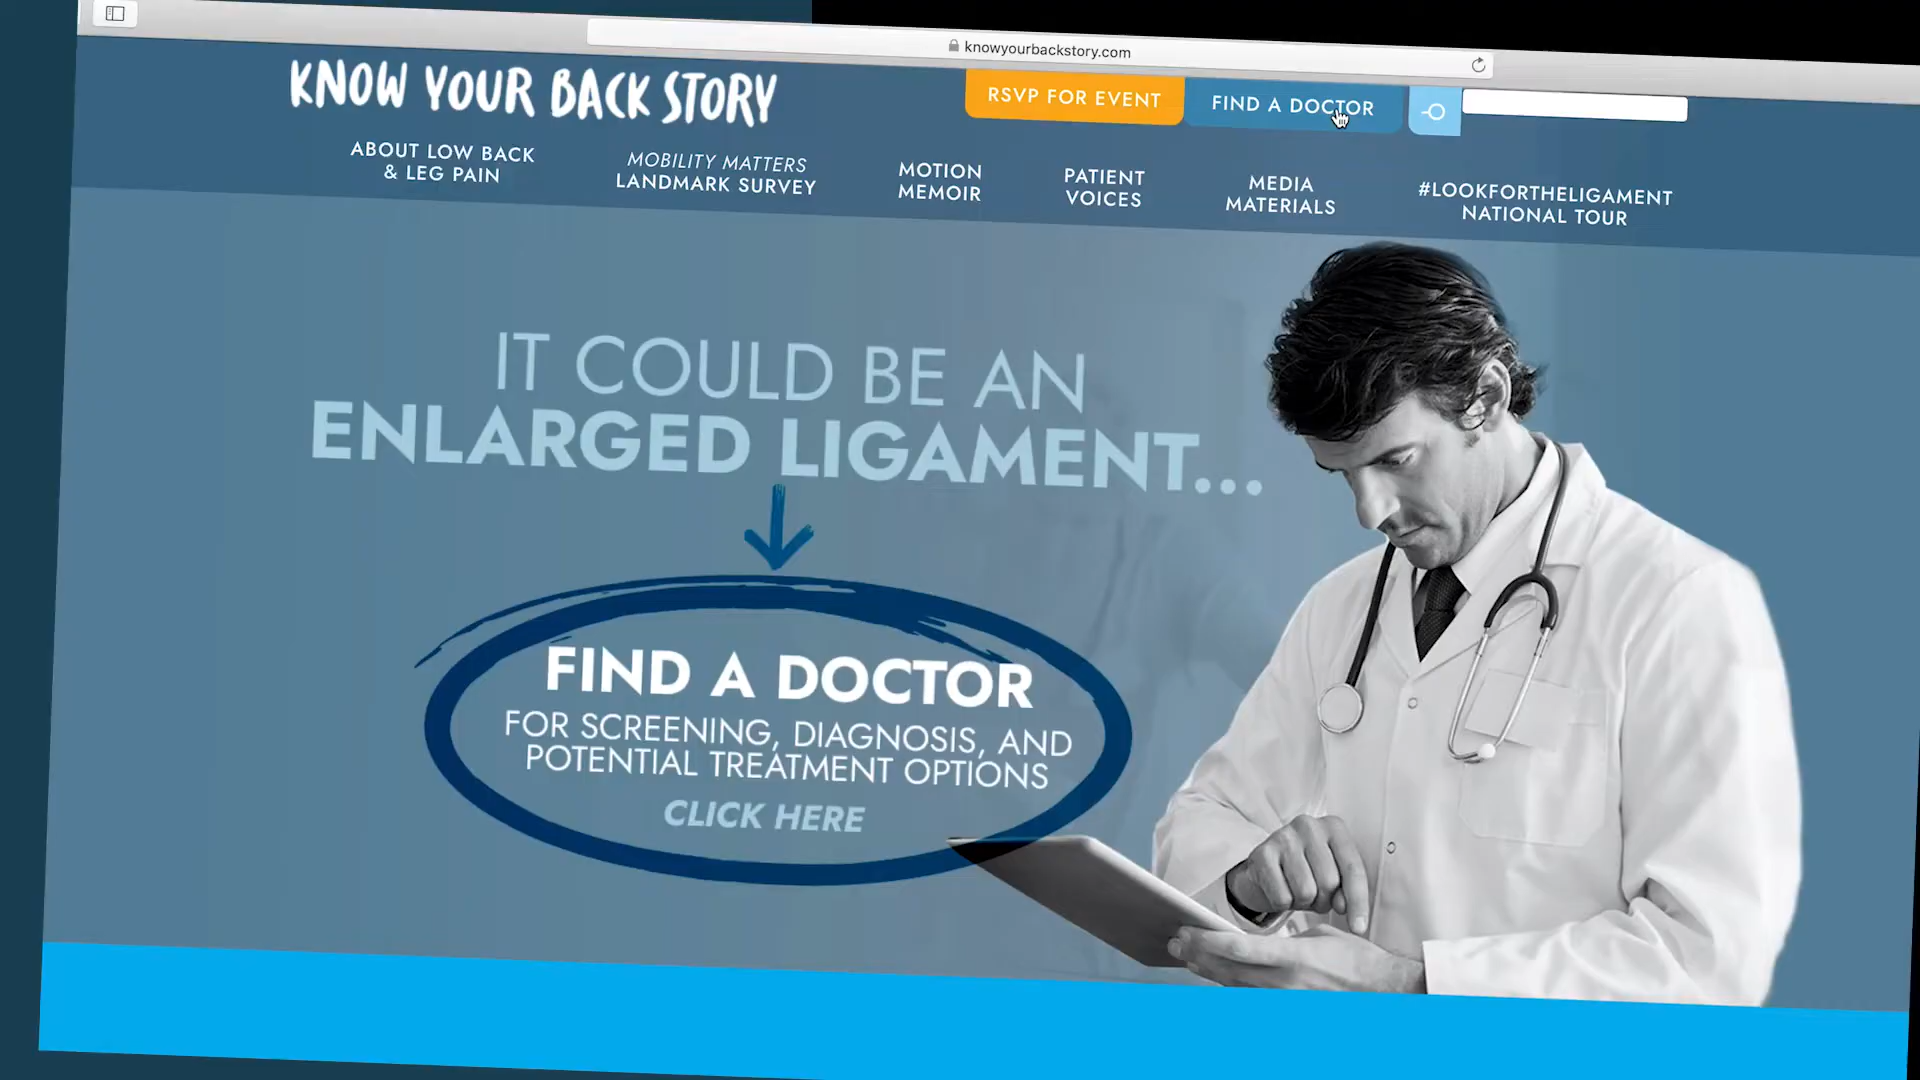 knowyourbackstory.com
KNOW YOUR BACK STORY
RSVP FOR EVENT
FIND A DOCTOR
ABOUT LOW BACK
& LEG PAIN
MOBILITY MATTERS
LANDMARK SURVEY
MOTION
MEMOIR
PATIENT
VOICES
MEDIA
MATERIALS
#LOOKFORTHELIGAMENT
NATIONAL TOUR
IT COULD BE AN
ENLARGED LIGAMENT...
FIND A DOCTOR
FOR SCREENING, DIAGNOSIS, AND
POTENTIAL TREATMENT OPTIONS
CLICK HERE